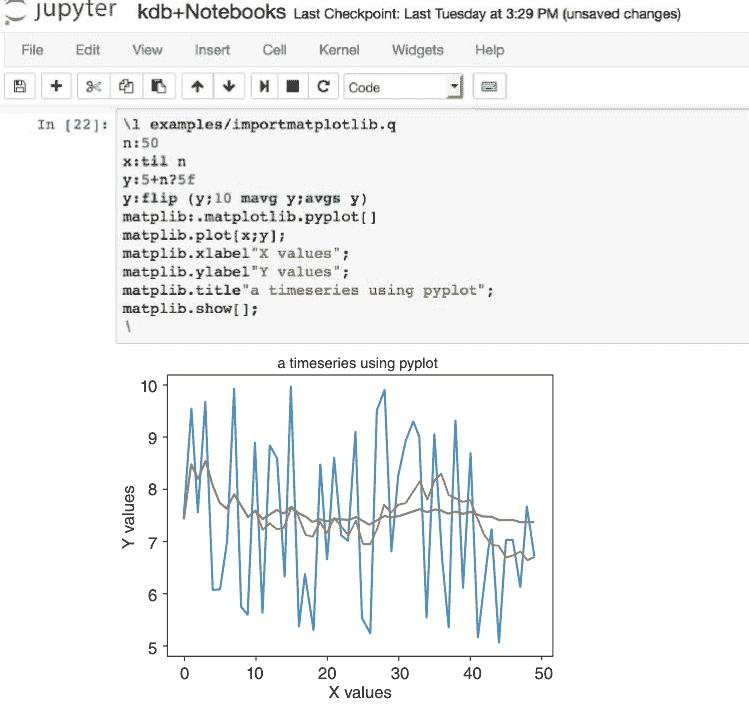 jupyter kdb+Notebooks Last Checkpoint: Last Tuesday at 3:29 PM (unsaved changes)
File Edit View Insert Cell Kernel Widgets Help
Code
In [22]: \l examples/importmatplotlib.q
n:50
x:til n
y:5+n?5f
y:flip (y;10 mavg y;avgs y)
matplib:.matplotlib.pyplot[]
matplib.plot[x;y];
matplib.xlabel"X values";
matplib.ylabel"Y values";
matplib.title"a timeseries using pyplot";
matplib.show[];
\
a timeseries using pyplot
10
9
8
7
6
5
Y values
0 10 20 30 40 50
X values